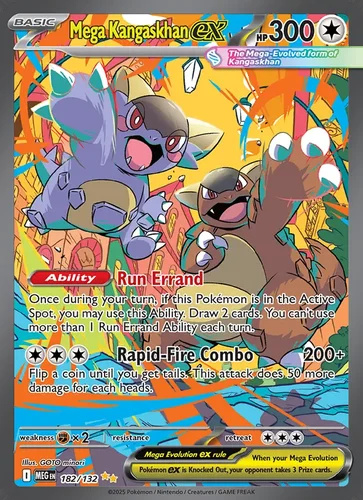 BASIC
Mega Kangaskhan ex
HP 300
The Mega-Evolved form of
Kangaskhan
Ability Run Errand
Once during your turn, if this Pokémon is in the Active
Spot, you may use this Ability. Draw 2 cards. You can't use
more than 1 Run Errand Ability each turn.
Rapid-Fire Combo 200+
Flip a coin until you get tails. This attack does 50 more
damage for each heads.
weakness × 2 resistance retreat
Illus. GOTO minori
Mega Evolution ex rule
When your Mega Evolution
Pokémon ex is Knocked Out, your opponent takes 3 Prize cards.
I MEG EN 182/132
©2025 Pokémon / Nintendo / Creatures / GAME FREAK